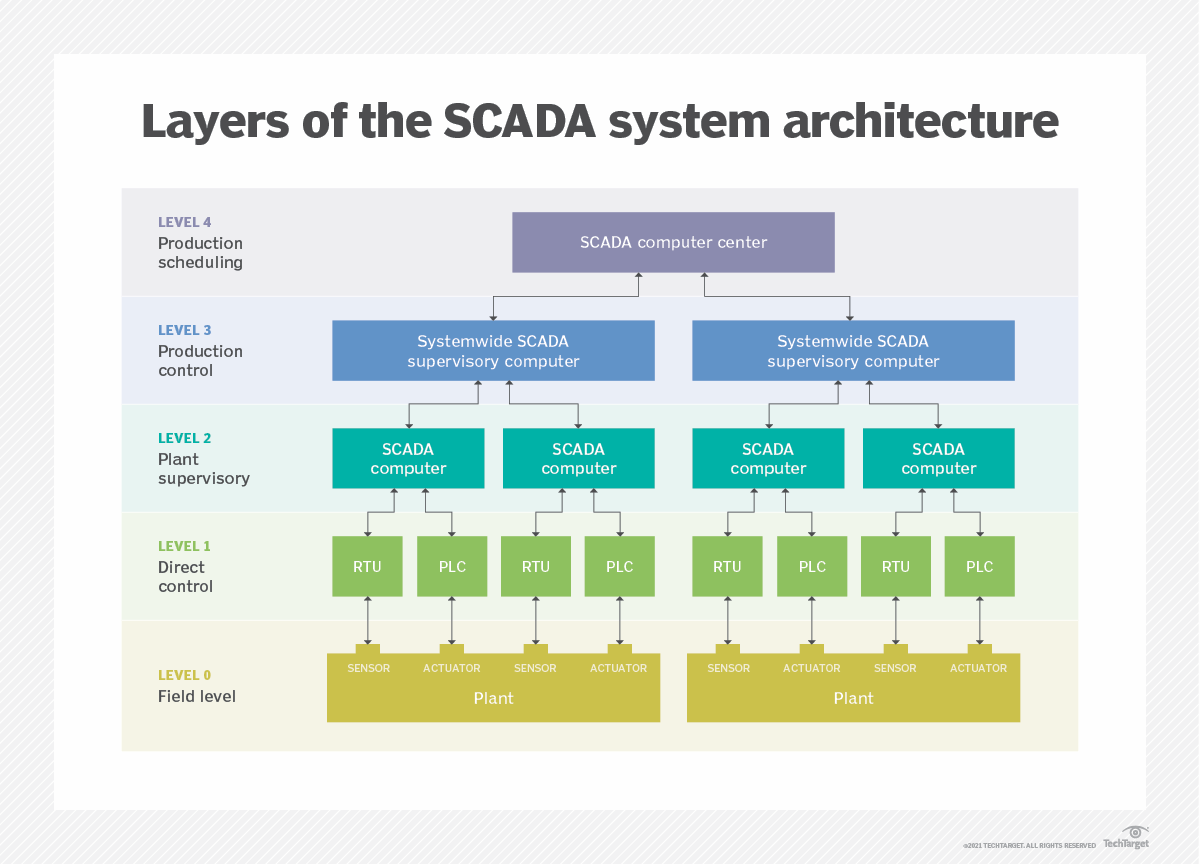 Layers of the SCADA system architecture
LEVEL 4
Production
scheduling
SCADA computer center
LEVEL 3
Production
control
Systemwide SCADA
supervisory computer
Systemwide SCADA
supervisory computer
LEVEL 2
Plant
supervisory
SCADA
computer
SCADA
computer
SCADA
computer
SCADA
computer
LEVEL 1
Direct
control
RTU
PLC
RTU
PLC
RTU
PLC
RTU
PLC
LEVEL 0
Field level
SENSOR
ACTUATOR
SENSOR
ACTUATOR
Plant
SENSOR
ACTUATOR
SENSOR
ACTUATOR
Plant
©2021 TECHTARGET. ALL RIGHTS RESERVED
TechTarget